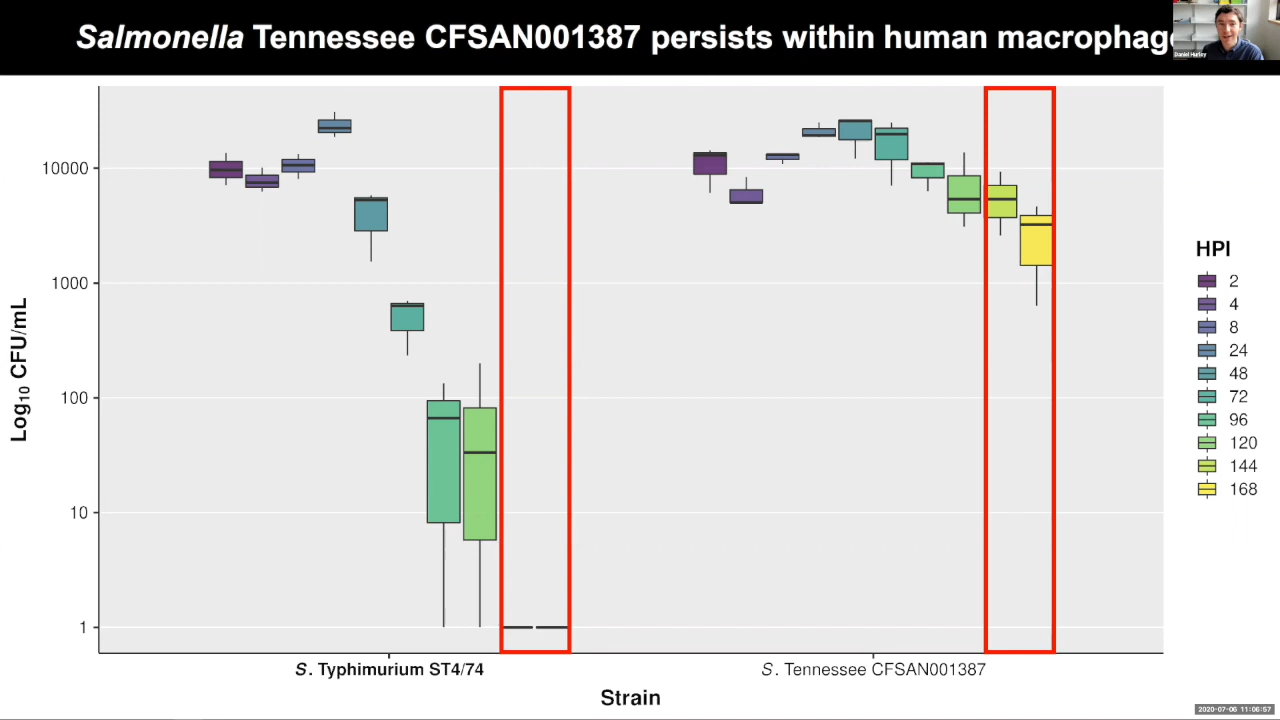 Salmonella Tennessee CFSAN001387 persists within human macrophage
Daniel Hurley
10000
1000
100
10
1
Log10 CFU/mL
S. Typhimurium ST4/74
S. Tennessee CFSAN001387
Strain
HPI
2
4
8
24
48
72
96
120
144
168
2020-07-06 11:06:57